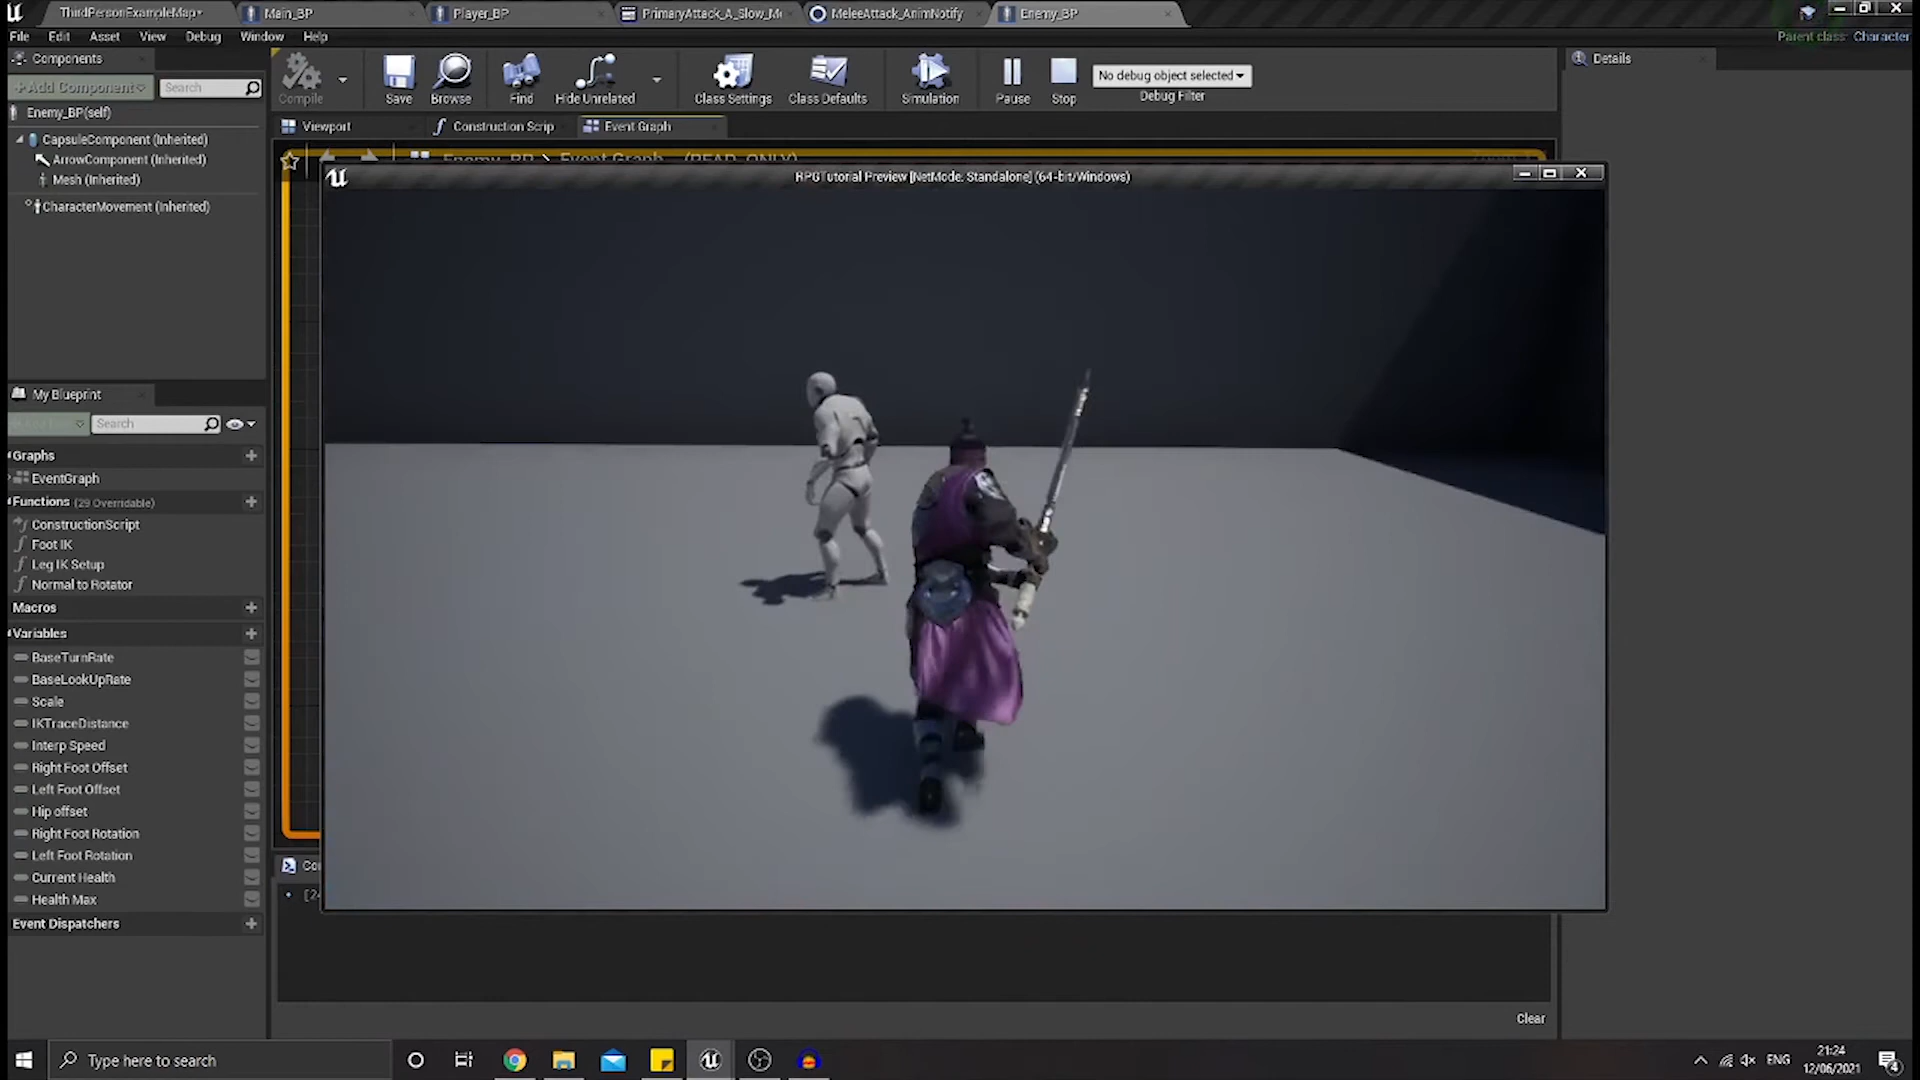 ThirdPersonExampleMap*
Main_BP
Player_BP
PrimaryAttack_A_Slow_Mo
MeleeAttack_AnimNotify
Enemy_BP
File Edit Asset View Debug Window Help
Parent class: Character
Components
+Add Component
Search
Enemy_BP(self)
CapsuleComponent (Inherited)
ArrowComponent (Inherited)
Mesh (Inherited)
CharacterMovement (Inherited)
Compile
Save
Browse
Find
Hide Unrelated
Class Settings
Class Defaults
Simulation
Pause
Stop
No debug object selected
Debug Filter
Details
Viewport
Construction Scrip
Event Graph
Enemy_BP > Event Graph (READ_ONLY)
RPGTutorial Preview [NetMode: Standalone] (64-bit/Windows)
My Blueprint
Search
Graphs
EventGraph
Functions (29 Overridable)
ConstructionScript
Foot IK
Leg IK Setup
Normal to Rotator
Macros
Variables
BaseTurnRate
BaseLookUpRate
Scale
IKTraceDistance
Interp Speed
Right Foot Offset
Left Foot Offset
Hip offset
Right Foot Rotation
Left Foot Rotation
Current Health
Health Max
Event Dispatchers
Clear
Type here to search
ENG
21:24
12/06/2021
4